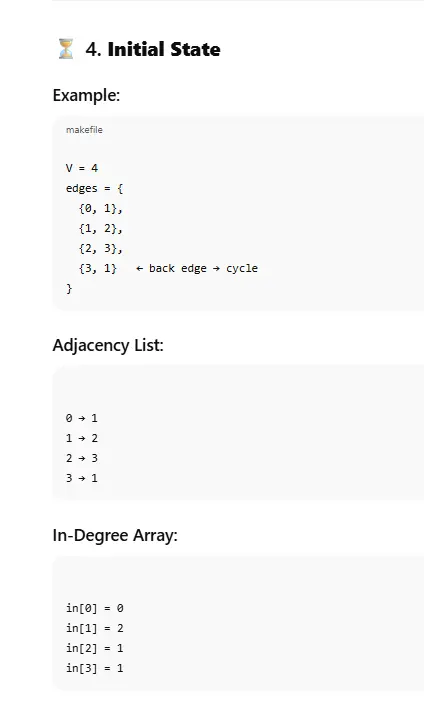 ⏳ 4. Initial State
Example:
makefile
V = 4
edges = {
{0, 1},
{1, 2},
{2, 3},
{3, 1} ← back edge → cycle
}
Adjacency List:
0 → 1
1 → 2
2 → 3
3 → 1
In-Degree Array:
in[0] = 0
in[1] = 2
in[2] = 1
in[3] = 1